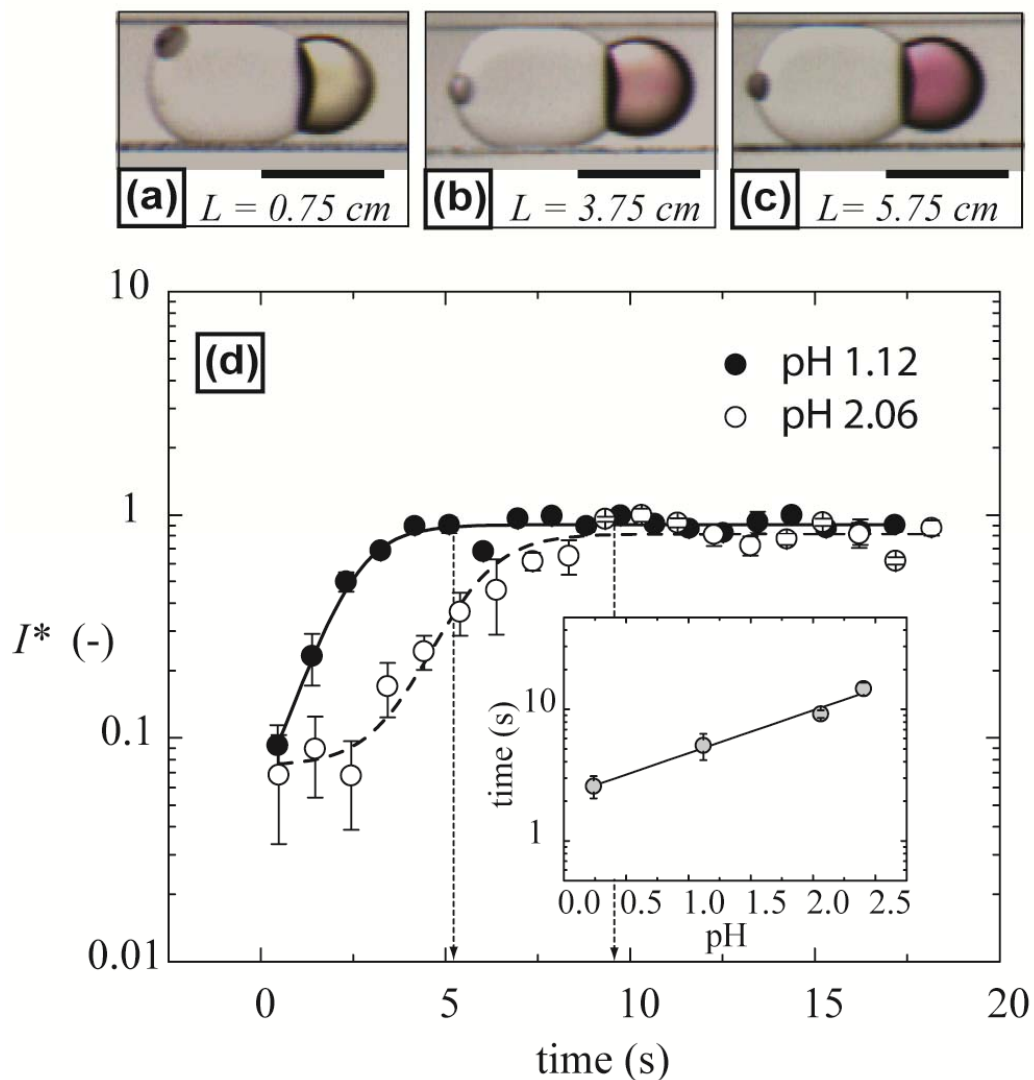 (a) L = 0.75 cm
(b) L = 3.75 cm
(c) L= 5.75 cm
(d)
pH 1.12
pH 2.06
I* (-)
10
1
0.1
0.01
0 5 10 15 20
time (s)
time (s)
10
1
0.0 0.5 1.0 1.5 2.0 2.5
pH